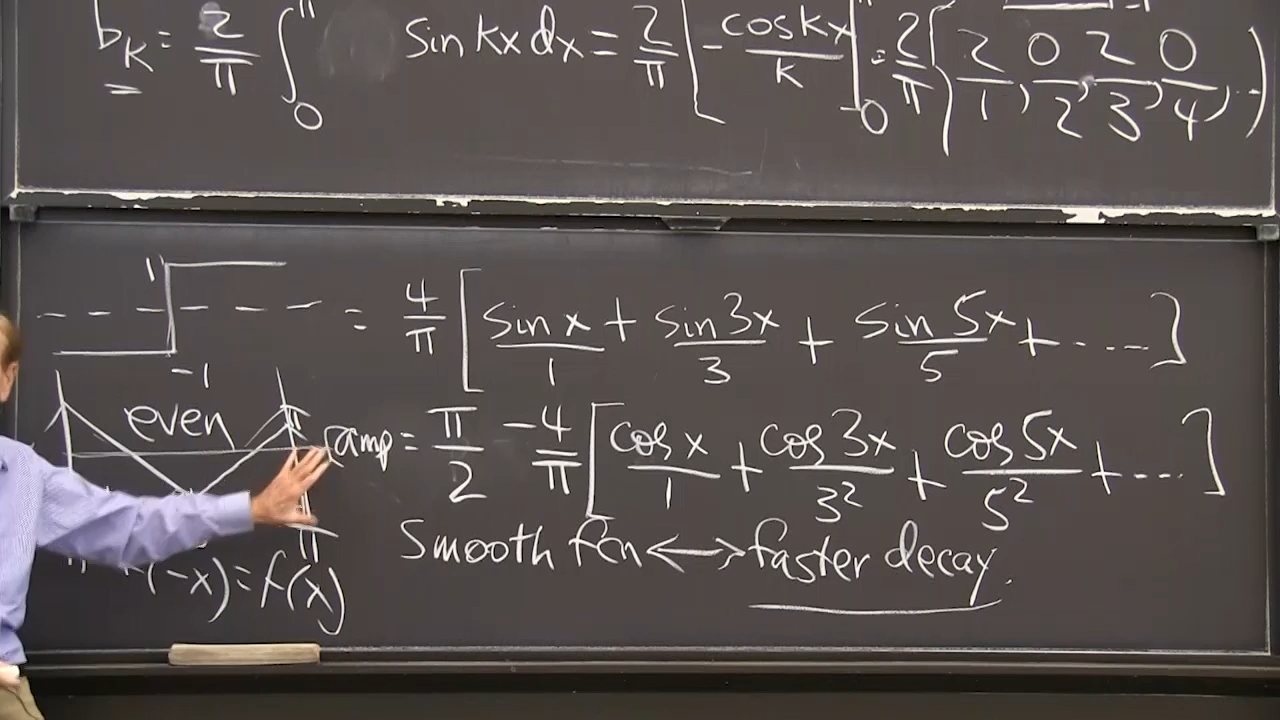 b_k = 2/π ∫_0^π sin kx dx = 2/π [-cos kx/k]_0 = 2/π (2/1, 0/2, 2/3, 0/4, ...)
1
= 4/π [sin x/1 + sin 3x/3 + sin 5x/5 + ....]
-1
even π ramp = π/2 -4/π [cos x/1 + cos 3x/3² + cos 5x/5² + ....]
π
(-x) = f(x)
Smooth fcn ↔ faster decay.